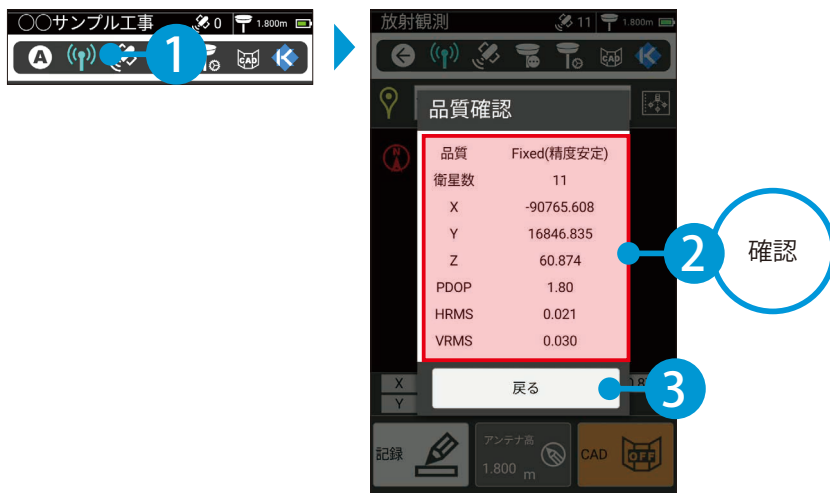 ○○サンプル工事 0 1.800m
A CAD
1
放射観測 11 1.800m
CAD
品質確認
N
品質 Fixed(精度安定)
衛星数 11
X -90765.608
Y 16846.835
Z 60.874
PDOP 1.80
HRMS 0.021
VRMS 0.030
2 確認
戻る
3
X
Y
記録
アンテナ高
1.800 m
CAD OFF